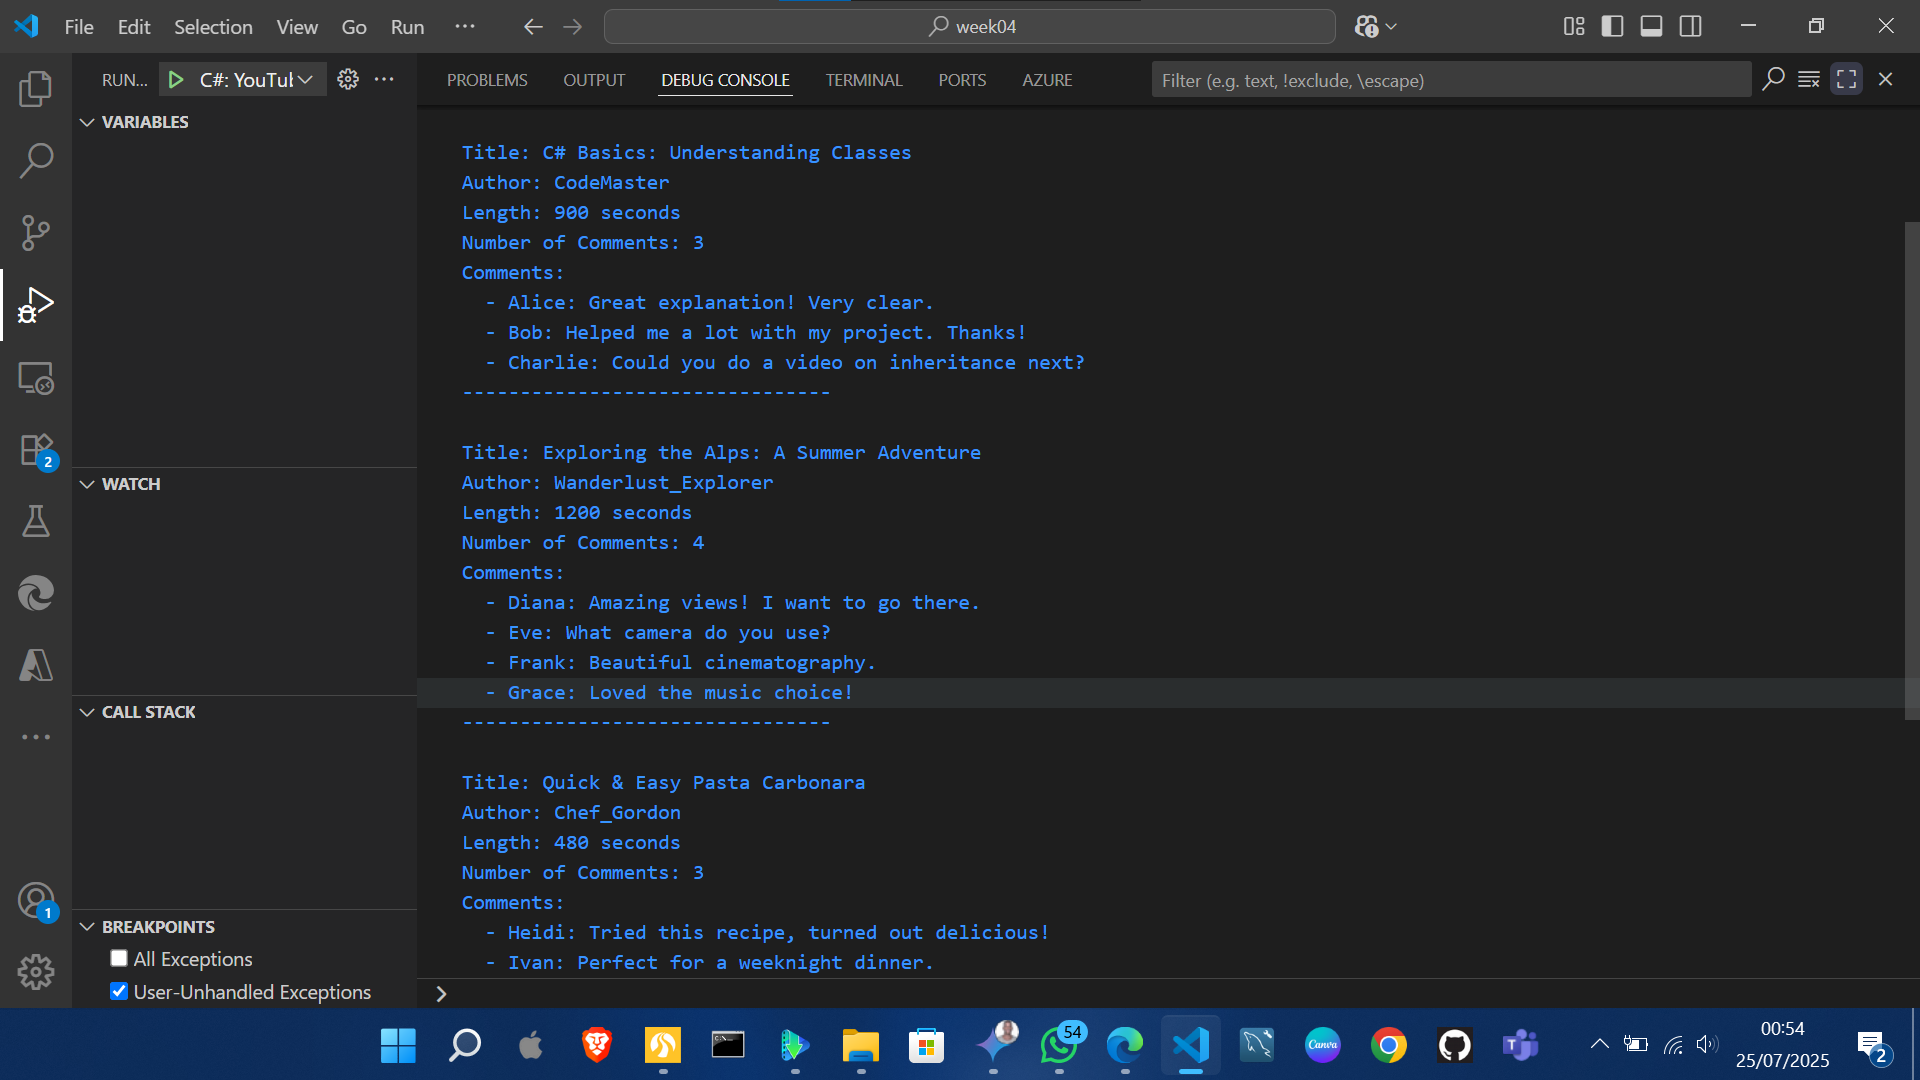 File Edit Selection View Go Run ··· week04
RUN... C#: YouTul
PROBLEMS OUTPUT DEBUG CONSOLE TERMINAL PORTS AZURE Filter (e.g. text, !exclude, \escape)
VARIABLES
WATCH
CALL STACK
BREAKPOINTS
All Exceptions
User-Unhandled Exceptions
2
1
Title: C# Basics: Understanding Classes
Author: CodeMaster
Length: 900 seconds
Number of Comments: 3
Comments:
- Alice: Great explanation! Very clear.
- Bob: Helped me a lot with my project. Thanks!
- Charlie: Could you do a video on inheritance next?
--------------------------------
Title: Exploring the Alps: A Summer Adventure
Author: Wanderlust_Explorer
Length: 1200 seconds
Number of Comments: 4
Comments:
- Diana: Amazing views! I want to go there.
- Eve: What camera do you use?
- Frank: Beautiful cinematography.
- Grace: Loved the music choice!
--------------------------------
Title: Quick & Easy Pasta Carbonara
Author: Chef_Gordon
Length: 480 seconds
Number of Comments: 3
Comments:
- Heidi: Tried this recipe, turned out delicious!
- Ivan: Perfect for a weeknight dinner.
>
54
Canva
00:54
25/07/2025
2